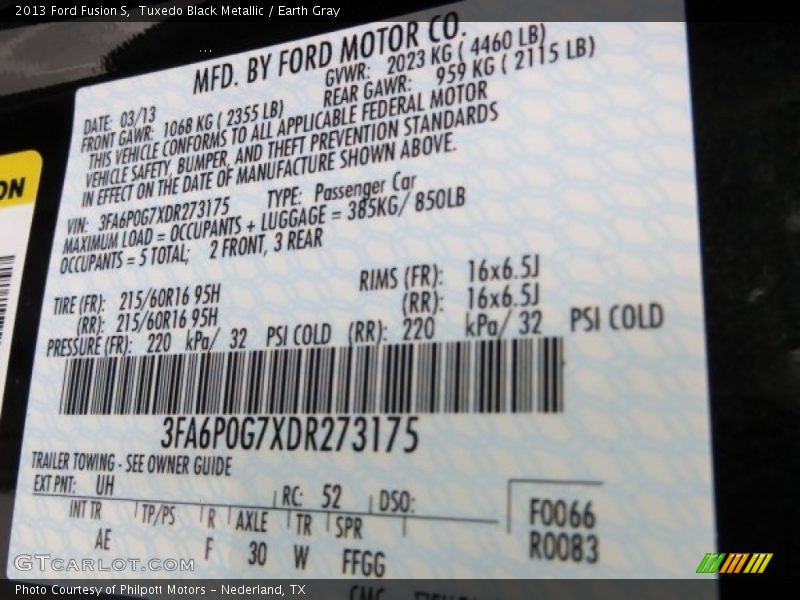 2013 Ford Fusion S,  Tuxedo Black Metallic / Earth Gray
MFD. BY FORD MOTOR CO.
DATE: 03/13 GVWR: 2023 KG ( 4460 LB)
FRONT GAWR: 1068 KG ( 2355 LB) REAR GAWR: 959 KG ( 2115 LB)
THIS VEHICLE CONFORMS TO ALL APPLICABLE FEDERAL MOTOR
VEHICLE SAFETY, BUMPER, AND THEFT PREVENTION STANDARDS
IN EFFECT ON THE DATE OF MANUFACTURE SHOWN ABOVE.
VIN: 3FA6P0G7XDR273175 TYPE: Passenger Car
MAXIMUM LOAD = OCCUPANTS + LUGGAGE = 385KG/ 850LB
OCCUPANTS = 5 TOTAL; 2 FRONT, 3 REAR
TIRE (FR): 215/60R16 95H RIMS (FR): 16x6.5J
(RR): 215/60R16 95H (RR): 16x6.5J
PRESSURE (FR): 220 kPa/ 32 PSI COLD (RR): 220 kPa/ 32 PSI COLD
3FA6P0G7XDR273175
TRAILER TOWING - SEE OWNER GUIDE
EXT PNT: UH RC: 52 DSO:
INT TR TP/PS R AXLE TR SPR
AE F 30 W FFGG
F0066
R0083
ON
GTCarLot.com
Photo Courtesy of Philpott Motors - Nederland, TX